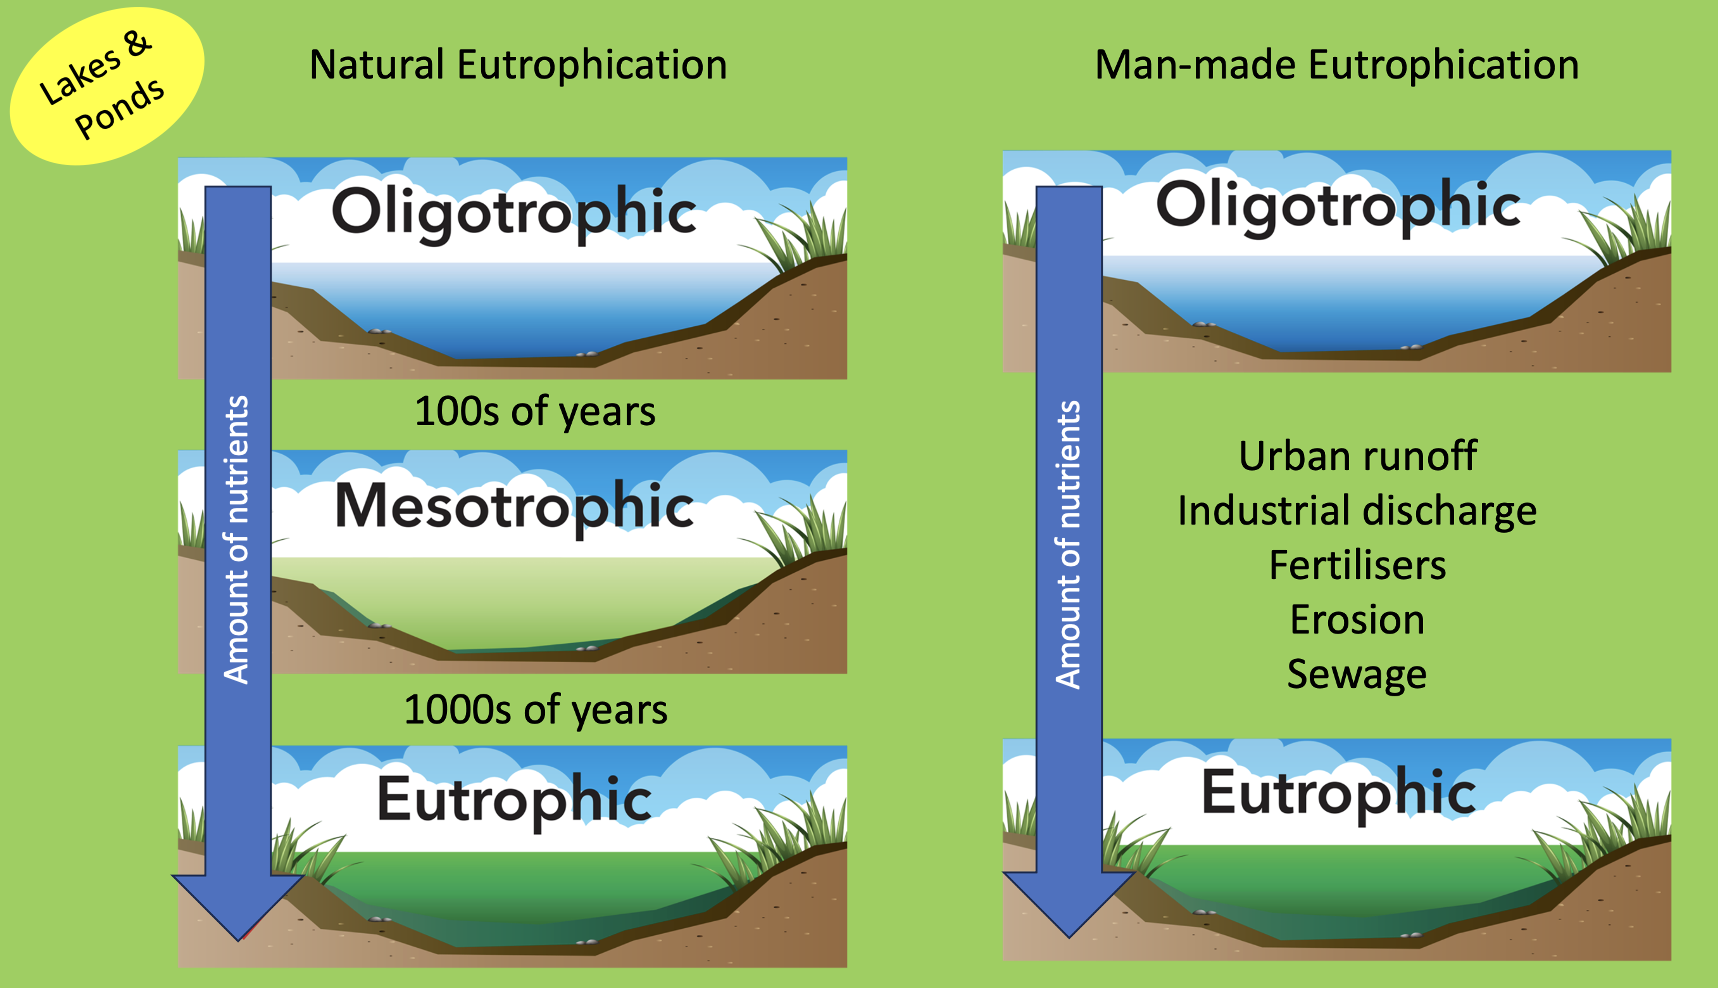 Lakes &
Ponds
Natural Eutrophication
Oligotrophic
100s of years
Mesotrophic
1000s of years
Eutrophic
Amount of nutrients
Man-made Eutrophication
Oligotrophic
Urban runoff
Industrial discharge
Fertilisers
Erosion
Sewage
Eutrophic
Amount of nutrients